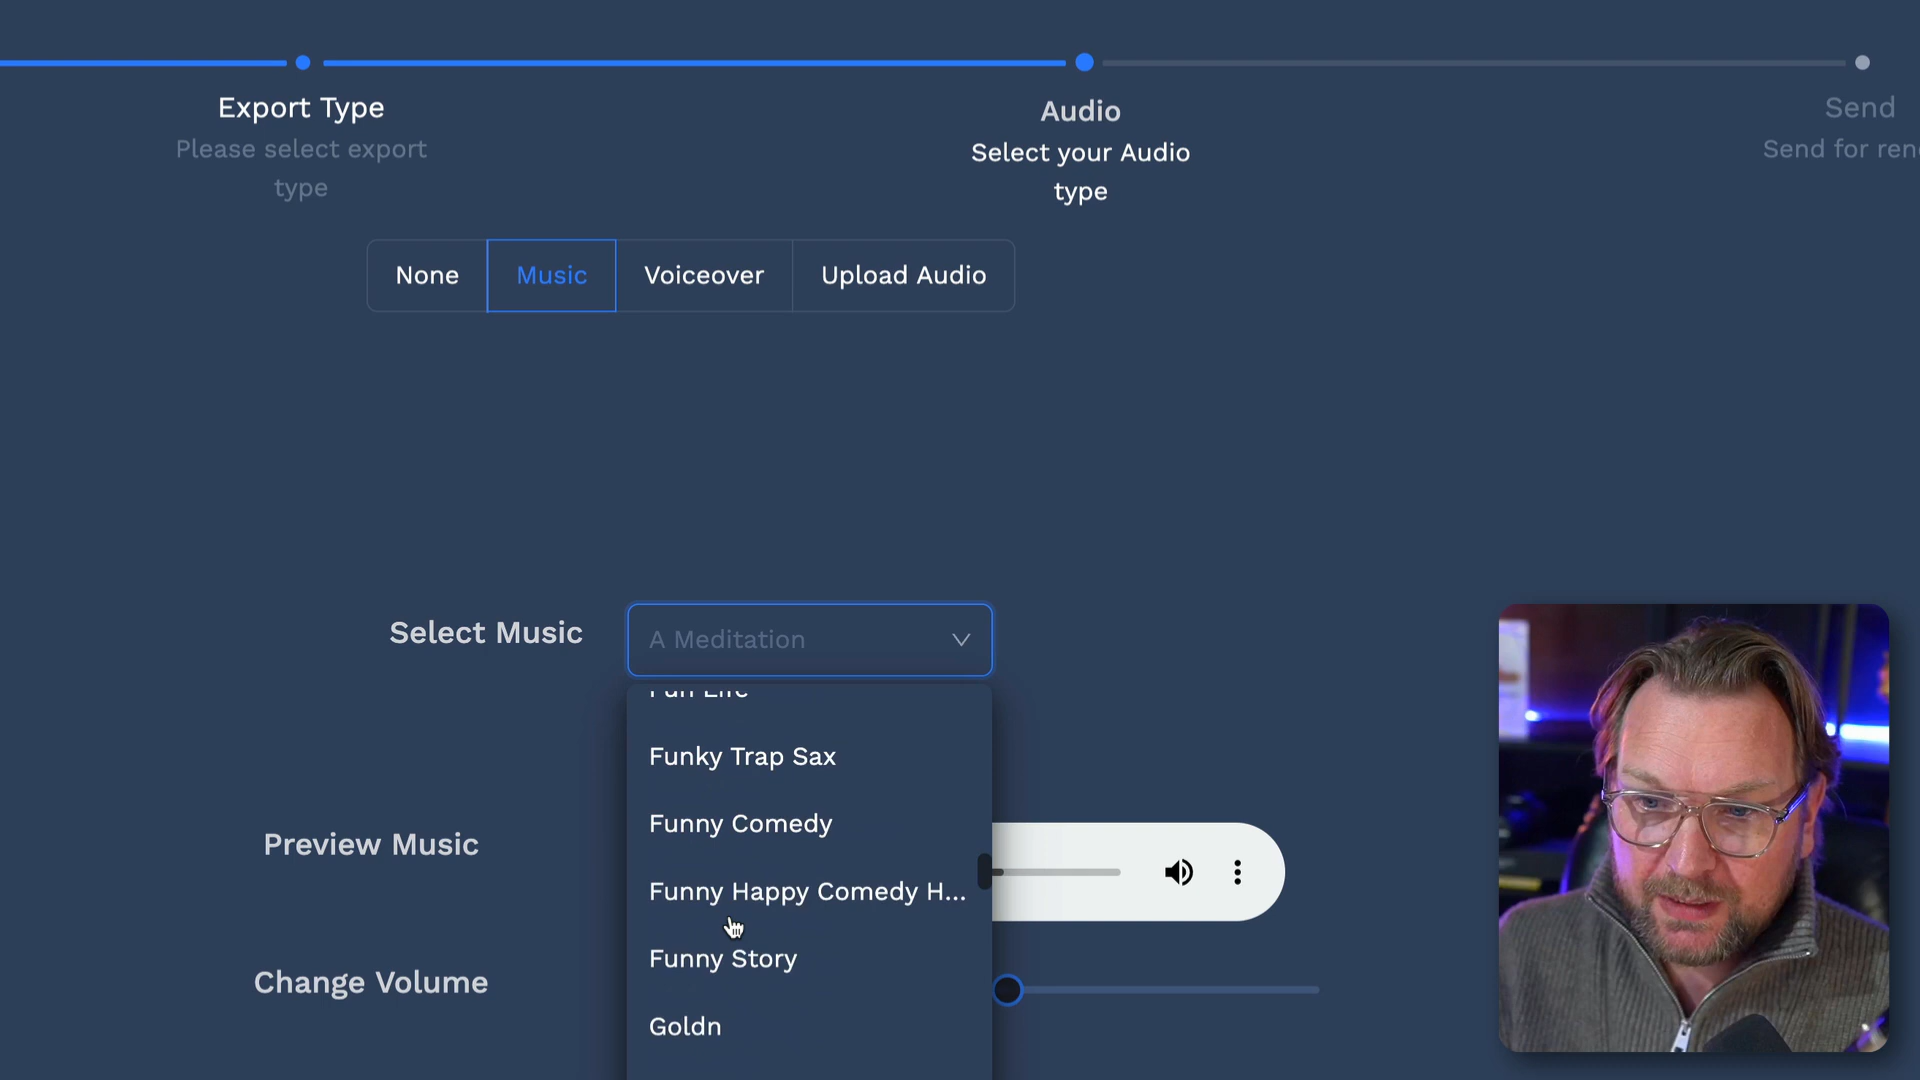 Export Type
Please select export
type
Audio
Select your Audio
type
Send
Send for ren
None
Music
Voiceover
Upload Audio
Select Music
A Meditation
Fun Life
Funky Trap Sax
Funny Comedy
Funny Happy Comedy H...
Funny Story
Goldn
Preview Music
Change Volume